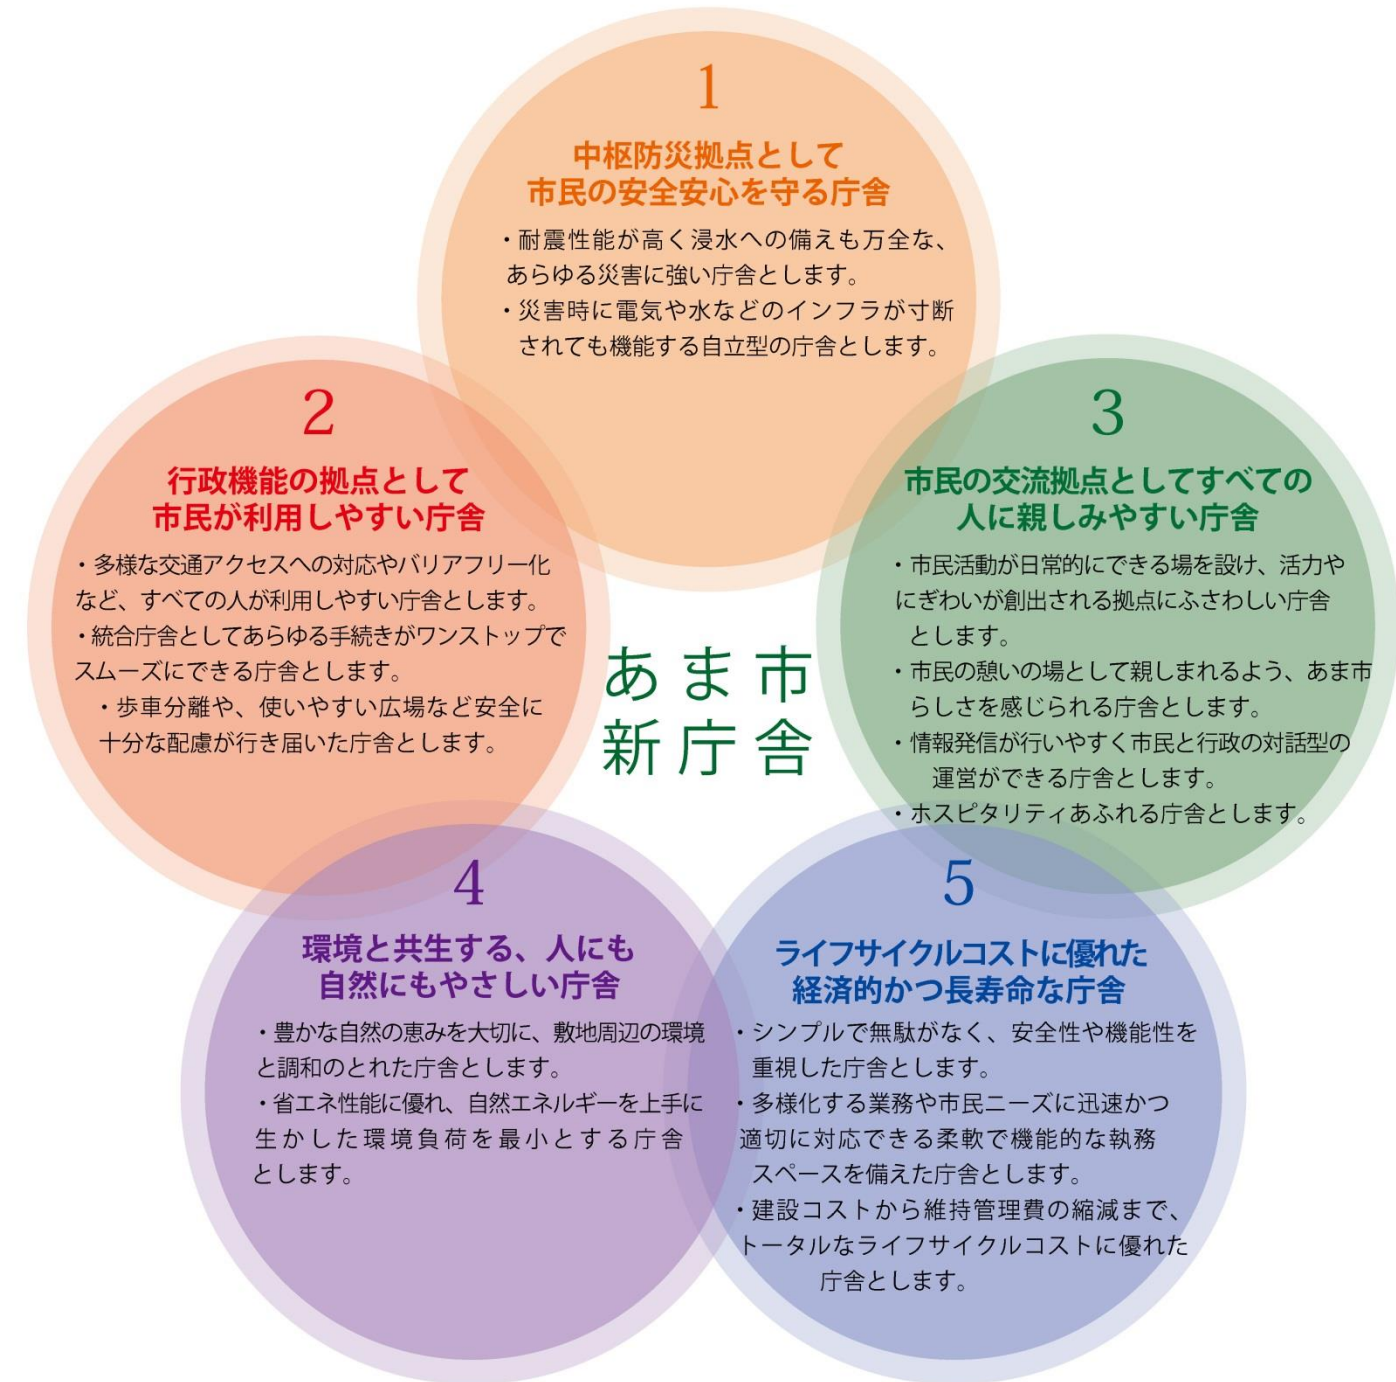 1
中枢防災拠点として
市民の安全安心を守る庁舎
・耐震性能が高く浸水への備えも万全な、
あらゆる災害に強い庁舎とします。
・災害時に電気や水などのインフラが寸断
されても機能する自立型の庁舎とします。
2
行政機能の拠点として
市民が利用しやすい庁舎
・多様な交通アクセスへの対応やバリアフリー化
など、すべての人が利用しやすい庁舎とします。
・統合庁舎としてあらゆる手続きがワンストップで
スムーズにできる庁舎とします。
・歩車分離や、使いやすい広場など安全に
十分な配慮が行き届いた庁舎とします。
3
市民の交流拠点としてすべての
人に親しみやすい庁舎
・市民活動が日常的にできる場を設け、活力や
にぎわいが創出される拠点にふさわしい庁舎
とします。
・市民の憩いの場として親しまれるよう、あま市
らしさを感じられる庁舎とします。
・情報発信が行いやすく市民と行政の対話型の
運営ができる庁舎とします。
・ホスピタリティあふれる庁舎とします。
あま市
新庁舎
4
環境と共生する、人にも
自然にもやさしい庁舎
・豊かな自然の恵みを大切に、敷地周辺の環境
と調和のとれた庁舎とします。
・省エネ性能に優れ、自然エネルギーを上手に
生かした環境負荷を最小とする庁舎
とします。
5
ライフサイクルコストに優れた
経済的かつ長寿命な庁舎
・シンプルで無駄がなく、安全性や機能性を
重視した庁舎とします。
・多様化する業務や市民ニーズに迅速かつ
適切に対応できる柔軟で機能的な執務
スペースを備えた庁舎とします。
・建設コストから維持管理費の縮減まで、
トータルなライフサイクルコストに優れた
庁舎とします。